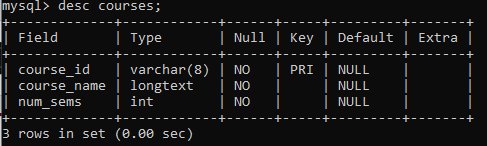 mysql> desc courses;
+-------------+------------+------+-----+---------+-------+
| Field       | Type       | Null | Key | Default | Extra |
+-------------+------------+------+-----+---------+-------+
| course_id   | varchar(8) | NO   | PRI | NULL    |       |
| course_name | longtext   | NO   |     | NULL    |       |
| num_sems    | int        | NO   |     | NULL    |       |
+-------------+------------+------+-----+---------+-------+
3 rows in set (0.00 sec)